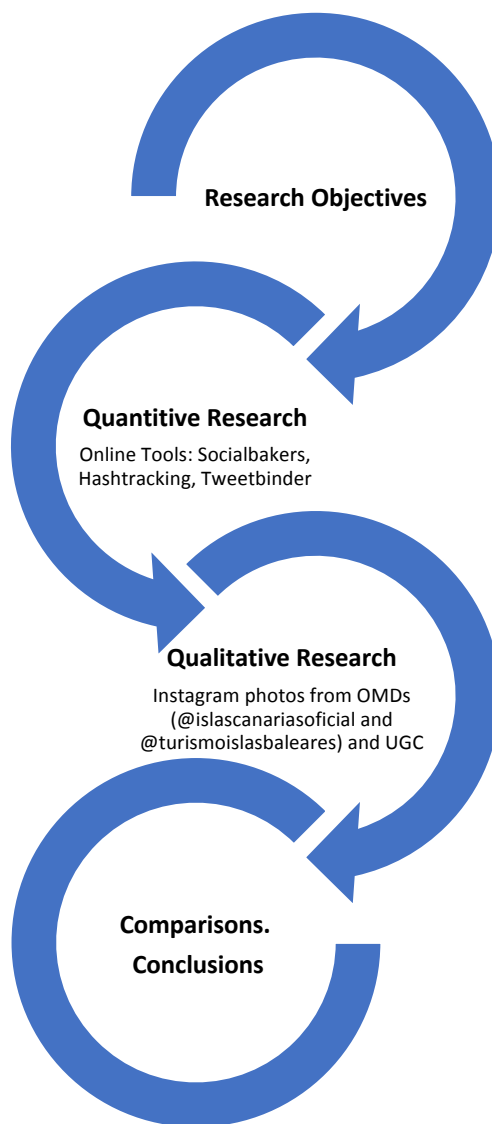 Research Objectives
Quantitive Research
Online Tools: Socialbakers,
Hashtracking, Tweetbinder
Qualitative Research
Instagram photos from OMDs
(@islascanariasoficial and
@turismoislasbaleares) and UGC
Comparisons.
Conclusions